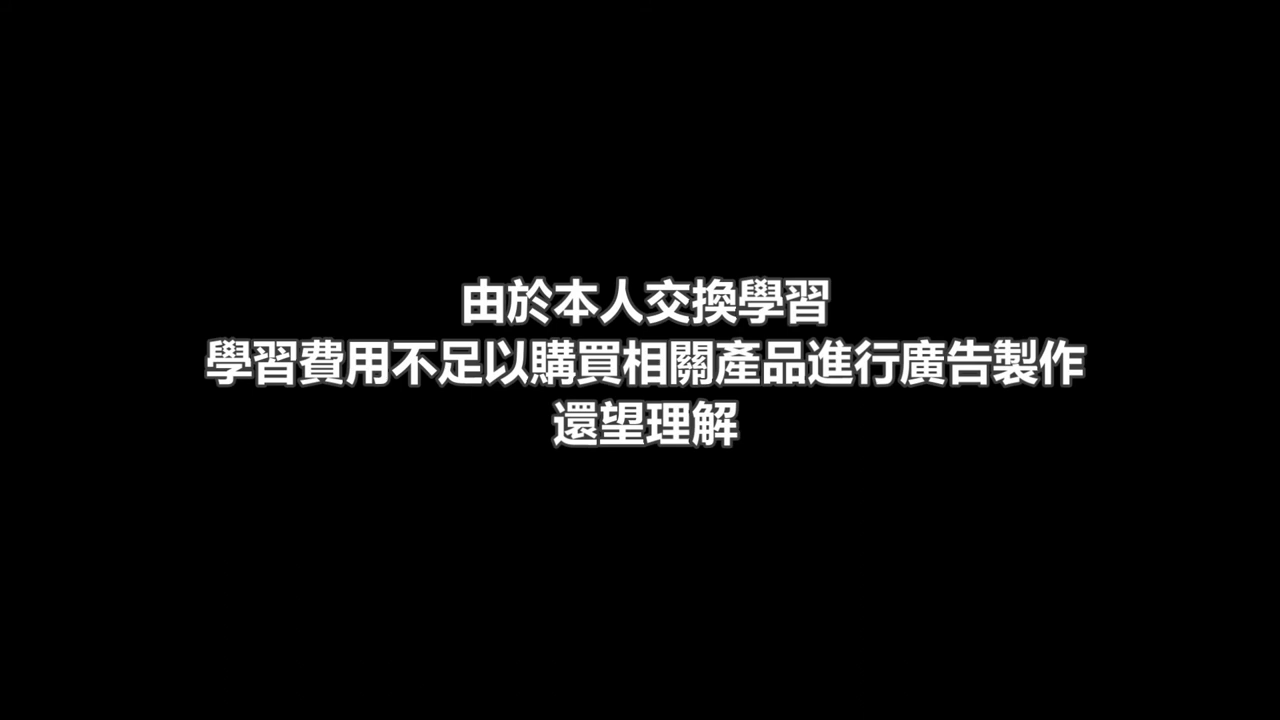 由於本人交換學習
學習費用不足以購買相關產品進行廣告製作
還望理解